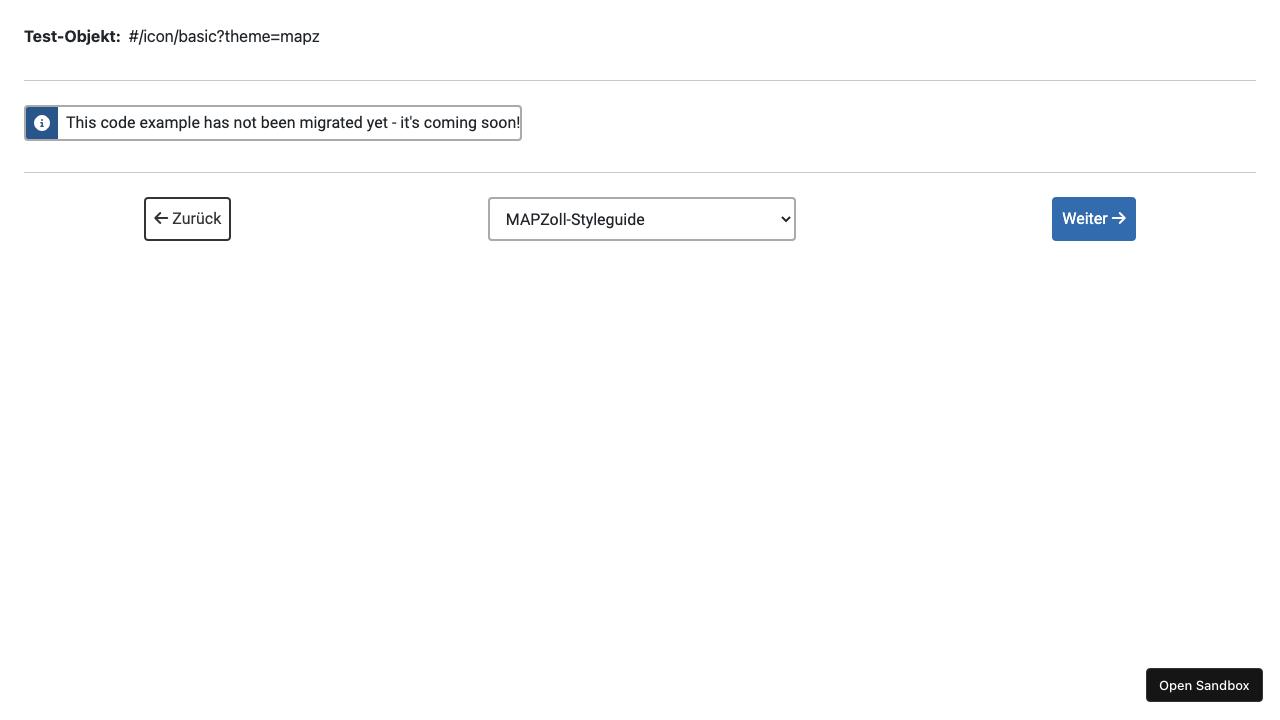 Test-Objekt: #/icon/basic?theme=mapz
This code example has not been migrated yet - it's coming soon!
← Zurück
MAPZoll-Styleguide
Weiter →
Open Sandbox